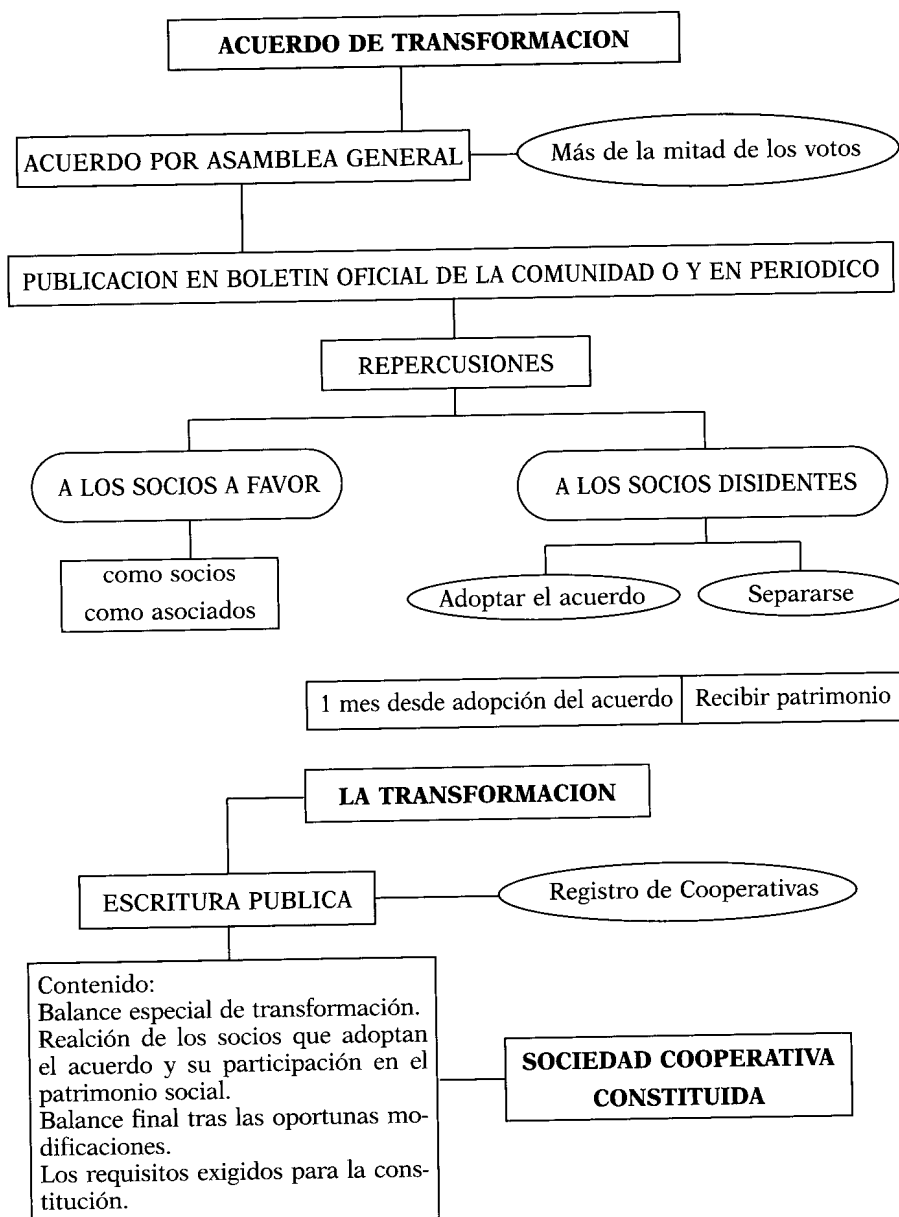 ACUERDO DE TRANSFORMACION
ACUERDO POR ASAMBLEA GENERAL
Más de la mitad de los votos
PUBLICACION EN BOLETIN OFICIAL DE LA COMUNIDAD O Y EN PERIODICO
REPERCUSIONES
A LOS SOCIOS A FAVOR
A LOS SOCIOS DISIDENTES
como socios
como asociados
Adoptar el acuerdo
Separarse
1 mes desde adopción del acuerdo
Recibir patrimonio
LA TRANSFORMACION
ESCRITURA PUBLICA
Registro de Cooperativas
Contenido:
Balance especial de transformación.
Realción de los socios que adoptan
el acuerdo y su participación en el
patrimonio social.
Balance final tras las oportunas mo-
dificaciones.
Los requisitos exigidos para la cons-
titución.
SOCIEDAD COOPERATIVA
CONSTITUIDA